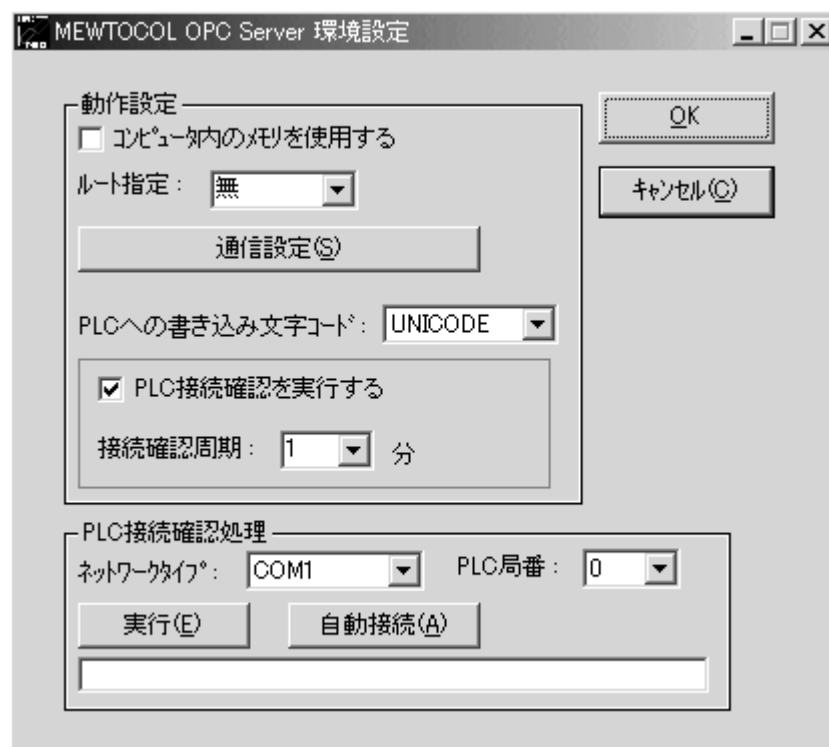 MEWTOCOL OPC Server 環境設定
動作設定
ｺﾝﾋﾟｭｰﾀ内のﾒﾓﾘを使用する
ﾙｰﾄ指定：
無
通信設定(S)
PLCへの書き込み文字ｺｰﾄﾞ：
UNICODE
PLC接続確認を実行する
接続確認周期：
1
分
OK
ｷｬﾝｾﾙ(C)
PLC接続確認処理
ﾈｯﾄﾜｰｸﾀｲﾌﾟ：
COM1
PLC局番：
0
実行(E)
自動接続(A)